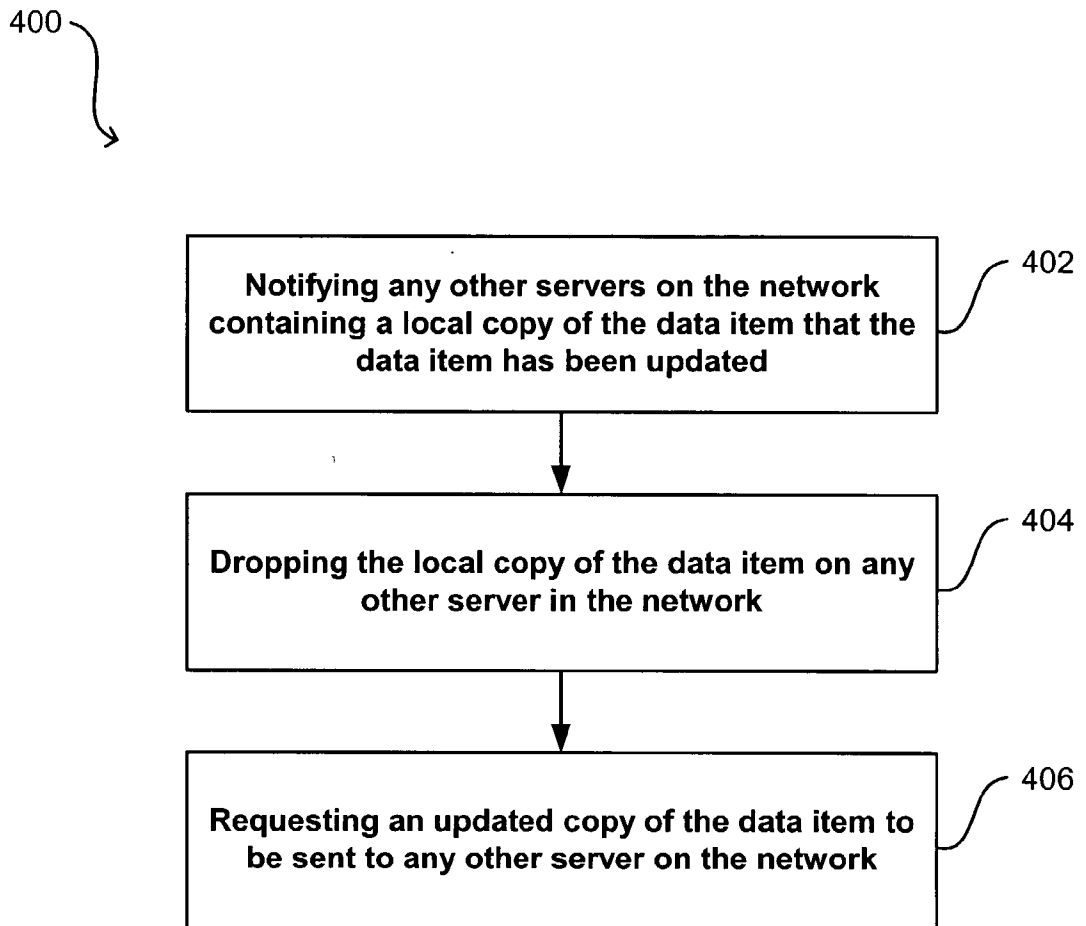 400
Notifying any other servers on the network
containing a local copy of the data item that the
data item has been updated
402
Dropping the local copy of the data item on any
other server in the network
404
Requesting an updated copy of the data item to
be sent to any other server on the network
406